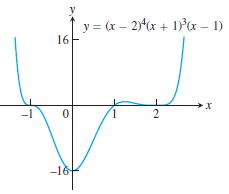 y
y = (x − 2)⁴(x + 1)³(x − 1)
16
x
−1 0 1 2
−16